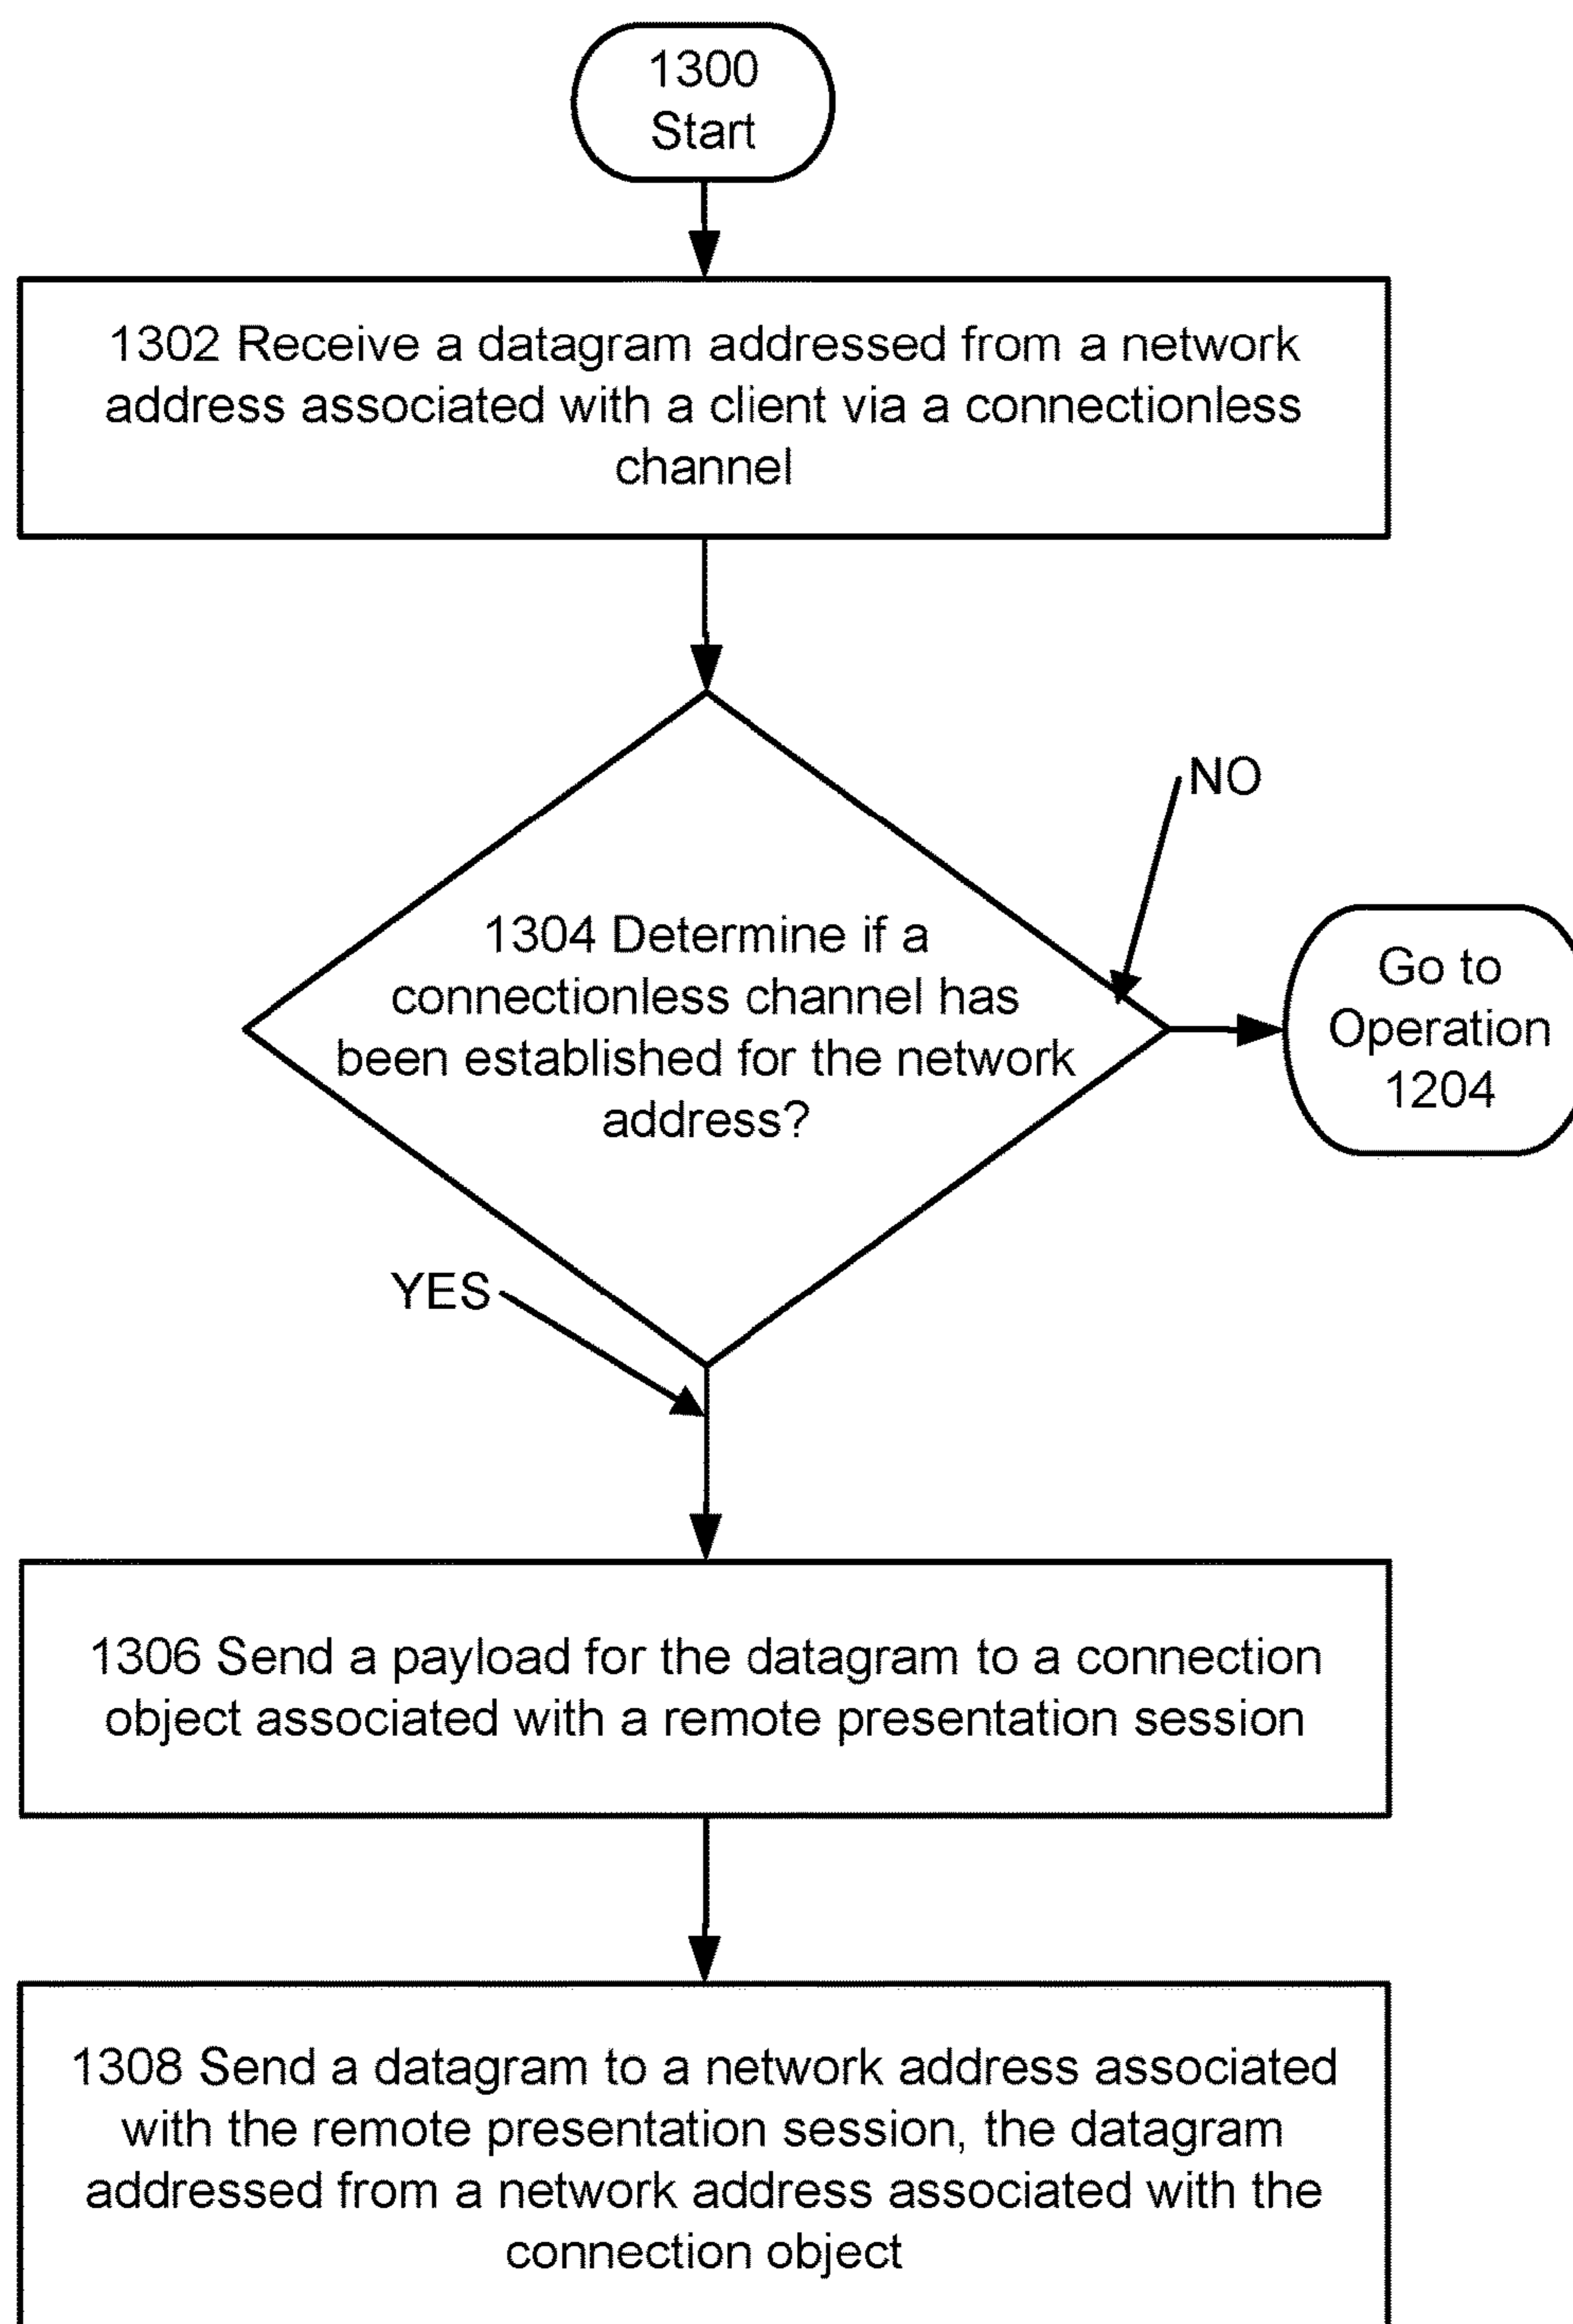 1300
Start
1302 Receive a datagram addressed from a network
address associated with a client via a connectionless
channel
NO
1304 Determine if a
connectionless channel has
been established for the network
address?
Go to
Operation
1204
YES
1306 Send a payload for the datagram to a connection
object associated with a remote presentation session
1308 Send a datagram to a network address associated
with the remote presentation session, the datagram
addressed from a network address associated with the
connection object